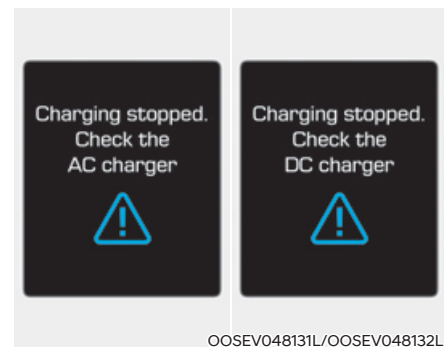 Charging stopped.
Check the
AC charger
Charging stopped.
Check the
DC charger
OOSEV048131L/OOSEV048132L